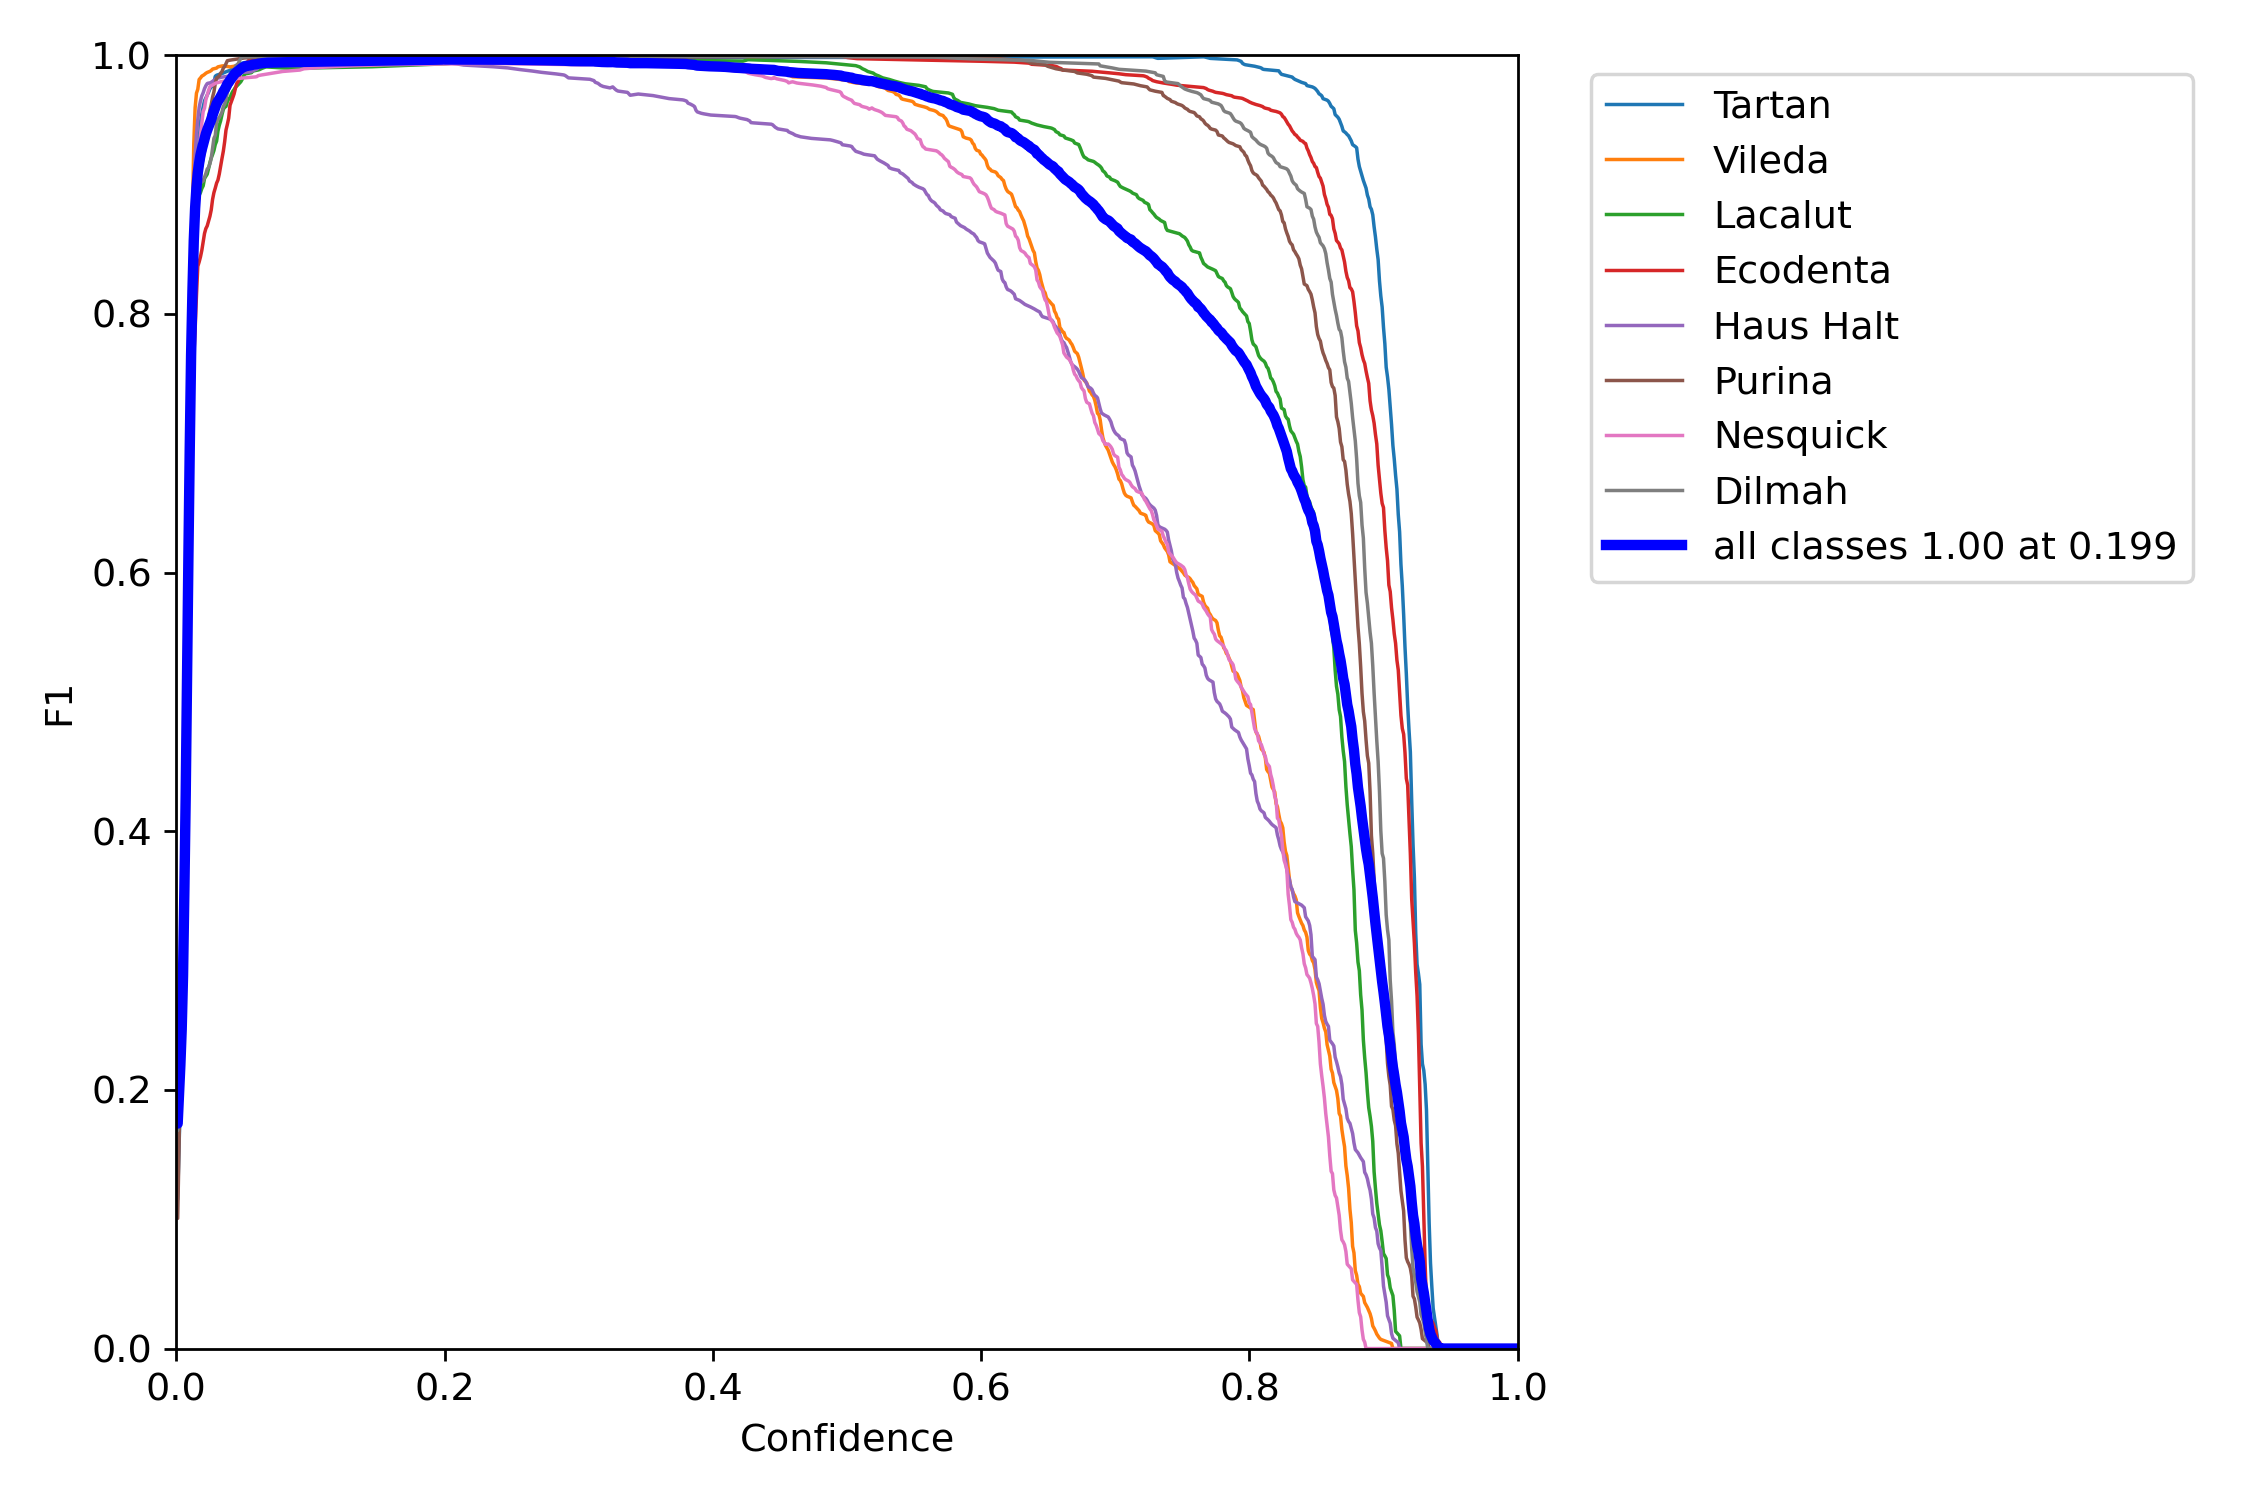 1.0
0.8
0.6
0.4
0.2
0.0
F1
0.0 0.2 0.4 0.6 0.8 1.0
Confidence
Tartan
Vileda
Lacalut
Ecodenta
Haus Halt
Purina
Nesquick
Dilmah
all classes 1.00 at 0.199